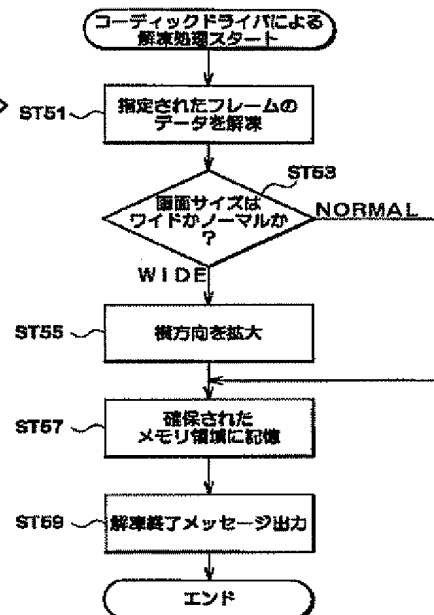 コーディックドライバによる
解凍処理スタート
ST51
指定されたフレームの
データを解凍
ST53
画面サイズは
ワイドかノーマルか
?
NORMAL
WIDE
ST55
横方向を拡大
ST57
確保された
メモリ領域に記憶
ST59
解凍終了メッセージ出力
エンド